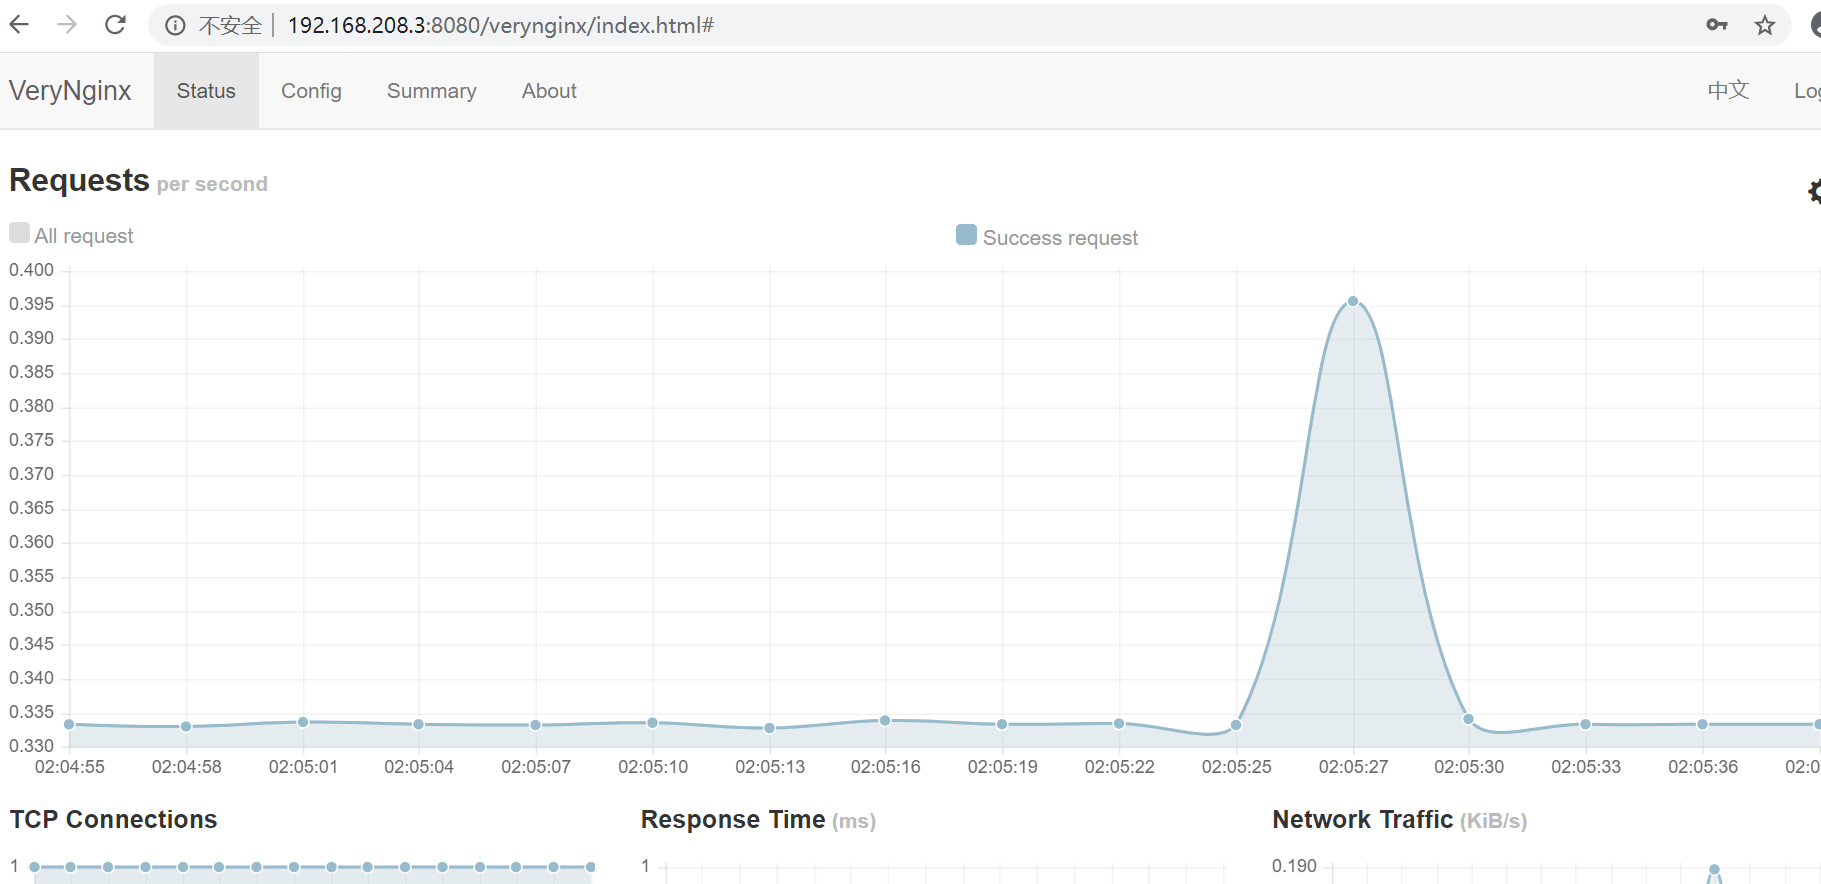 不安全 192.168.208.3:8080/verynginx/index.html#
VeryNginx Status Config Summary About 中文
Requests per second
All request Success request
0.400
0.395
0.390
0.385
0.380
0.375
0.370
0.365
0.360
0.355
0.350
0.345
0.340
0.335
0.330
02:04:55 02:04:58 02:05:01 02:05:04 02:05:07 02:05:10 02:05:13 02:05:16 02:05:19 02:05:22 02:05:25 02:05:27 02:05:30 02:05:33 02:05:36
TCP Connections Response Time (ms) Network Traffic (KiB/s)
1 1 0.190